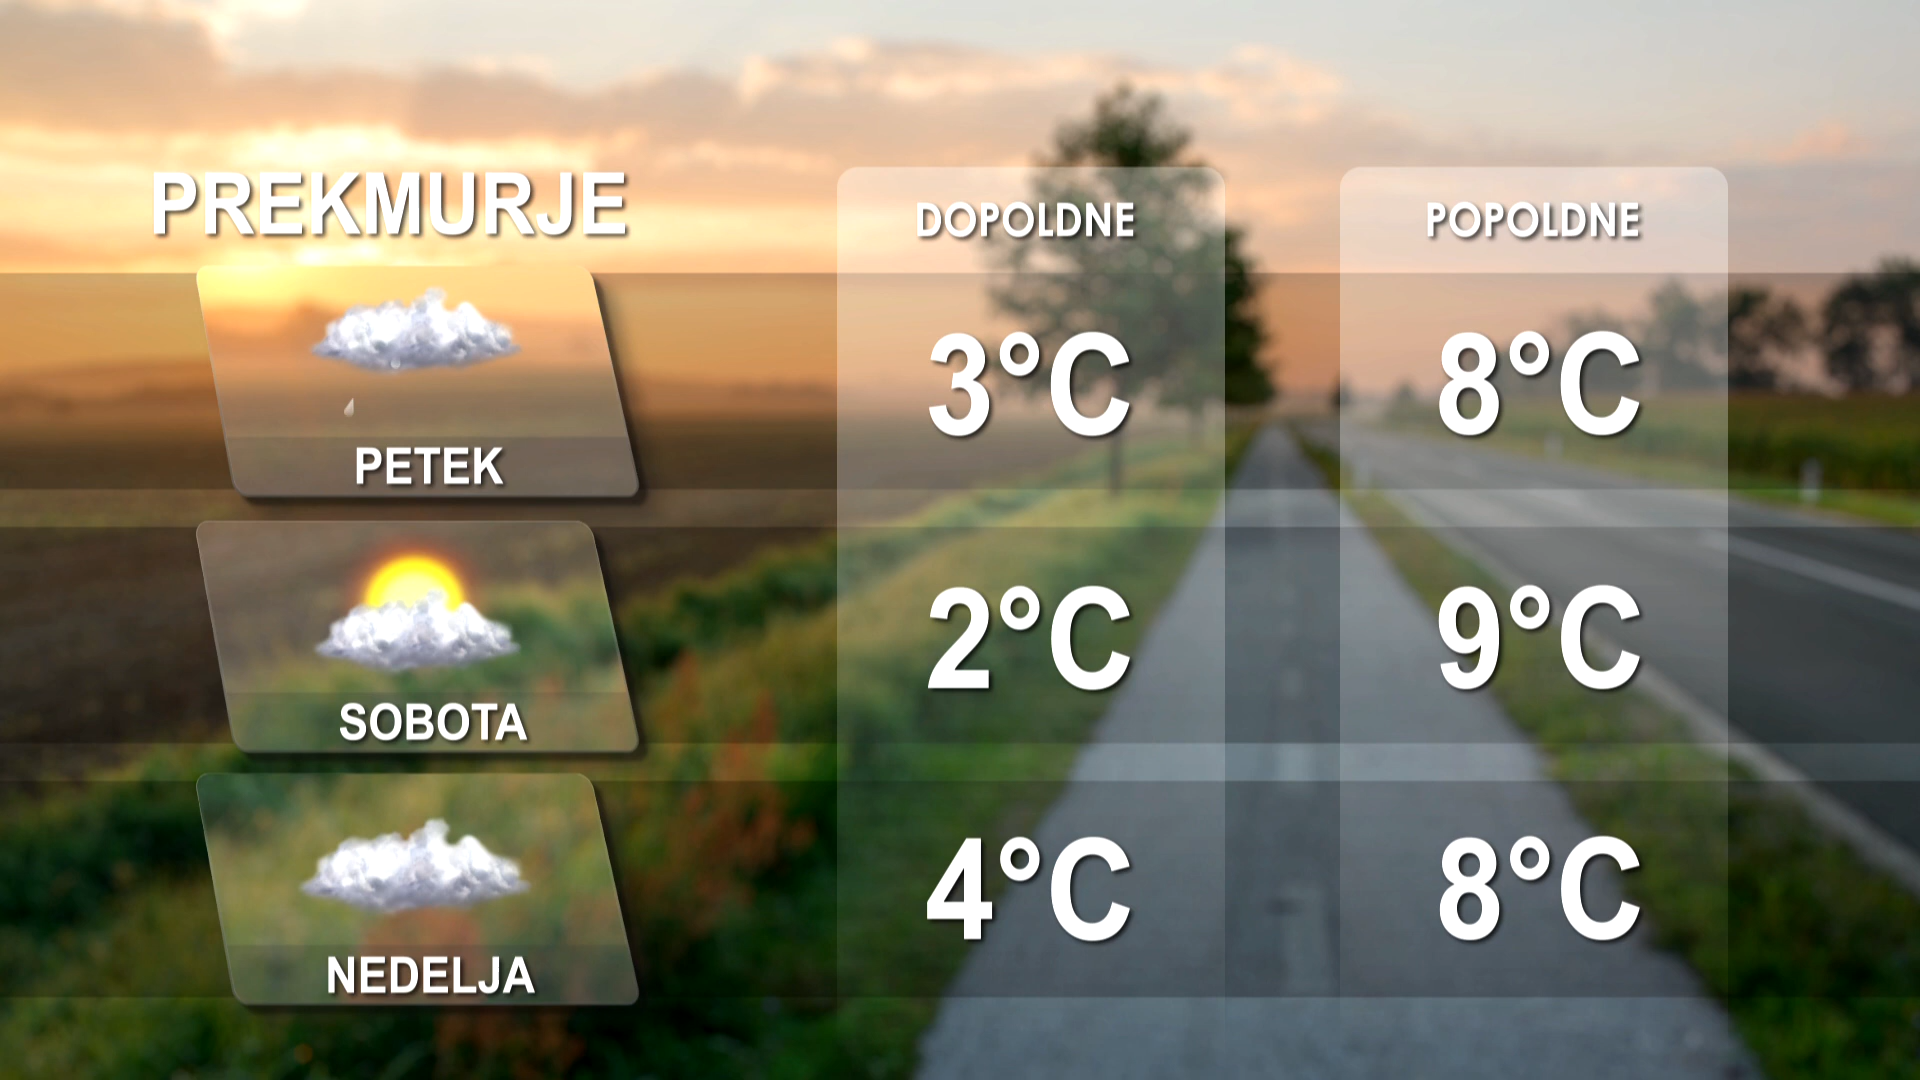 PREKMURJE
DOPOLDNE POPOLDNE
3°C 8°C
PETEK
2°C 9°C
SOBOTA
4°C 8°C
NEDELJA